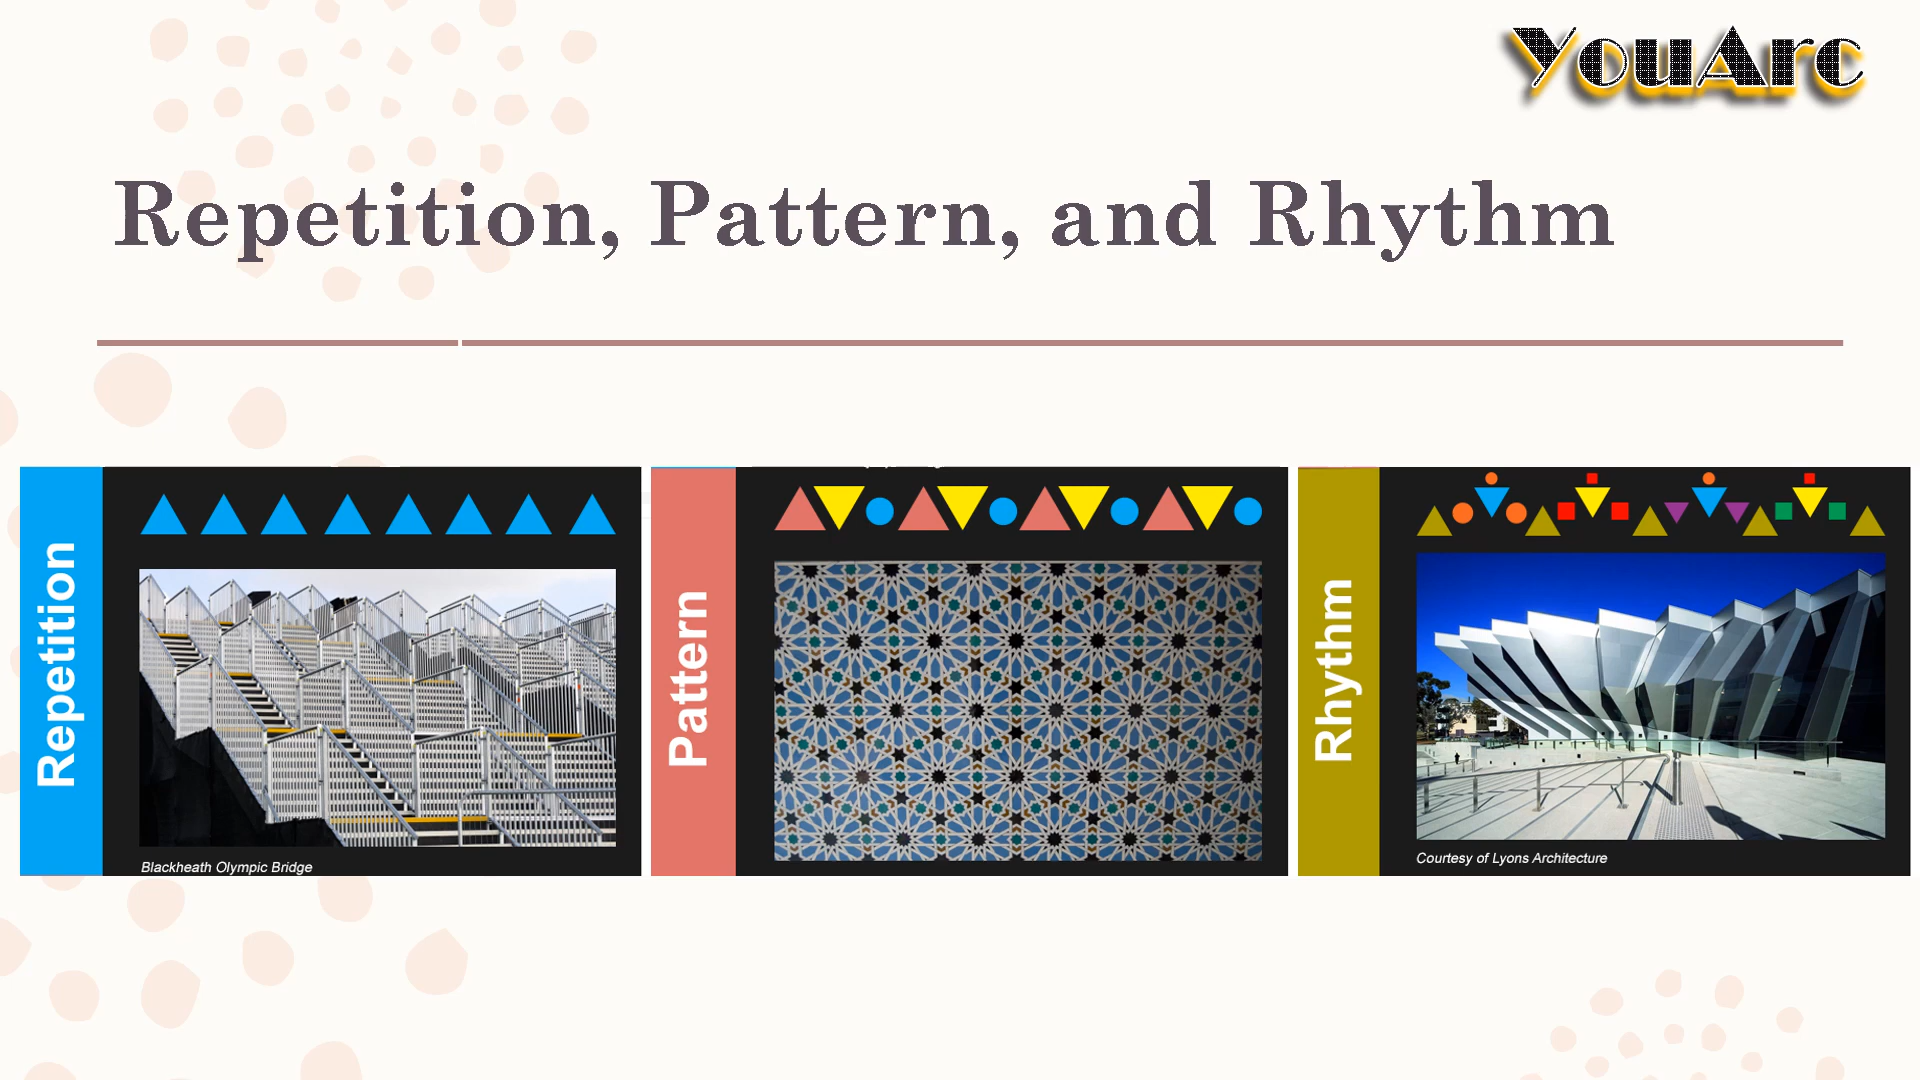 YouArc
Repetition, Pattern, and Rhythm
Repetition
Blackheath Olympic Bridge
Pattern
Rhythm
Courtesy of Lyons Architecture